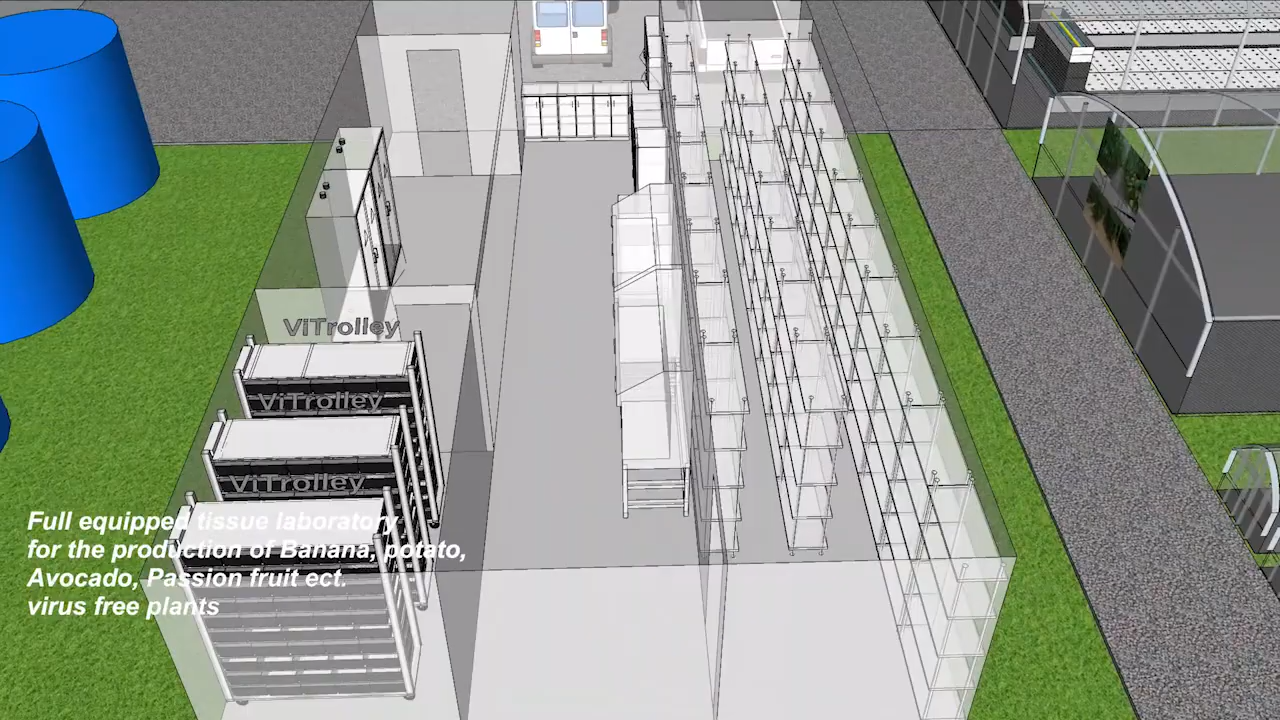 ViTrolley
ViTrolley
ViTrolley
Full equipped tissue laboratory
for the production of Banana, potato,
Avocado, Passion fruit ect.
virus free plants